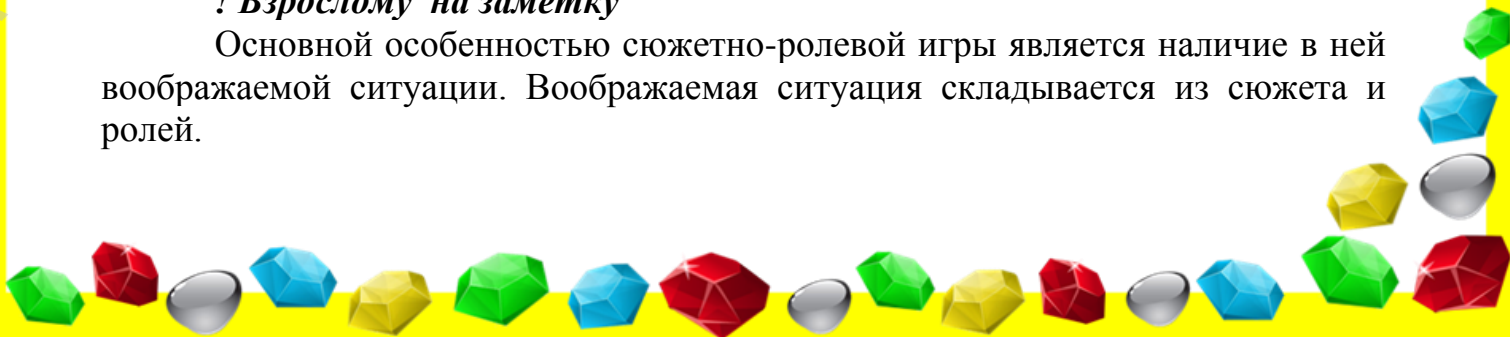 ! Взрослому на заметку
Основной особенностью сюжетно-ролевой игры является наличие в ней
воображаемой ситуации. Воображаемая ситуация складывается из сюжета и
ролей.